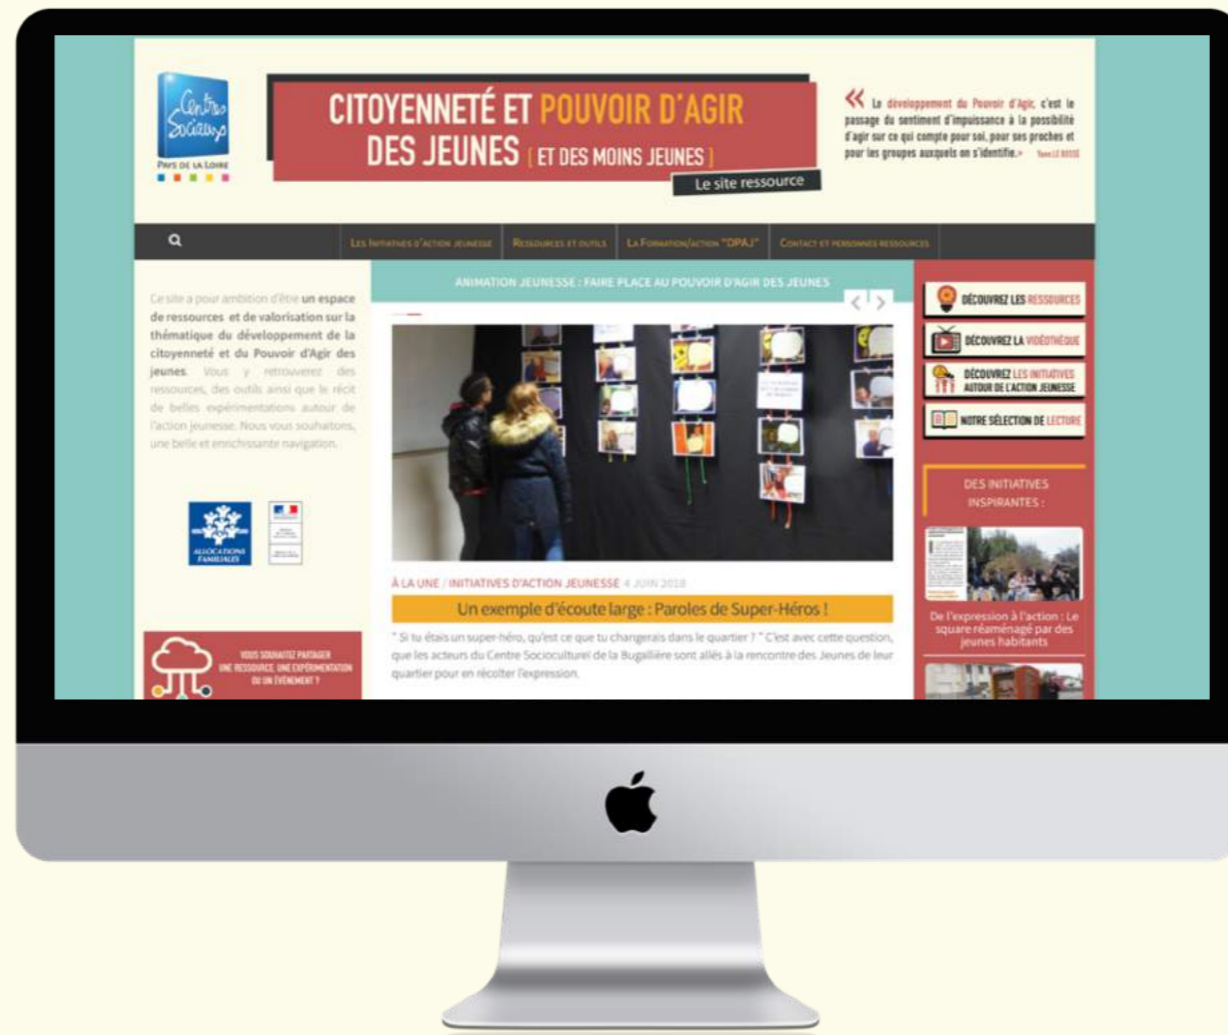 Centres
Sociaux
PAYS DE LA LOIRE
CITOYENNETÉ ET POUVOIR D'AGIR
DES JEUNES ( ET DES MOINS JEUNES )
Le site ressource
« Le développement du Pouvoir d'Agir, c'est le
passage du sentiment d'impuissance à la possibilité
d'agir sur ce qui compte pour soi, pour ses proches et
pour les groupes auxquels on s'identifie.» Yann LE BOSSÉ
LES INITIATIVES D'ACTION JEUNESSE
RESSOURCES ET OUTILS
LA FORMATION/ACTION "DPAJ"
CONTACT ET PERSONNES RESSOURCES
Ce site a pour ambition d'être un espace
de ressources et de valorisation sur la
thématique du développement de la
citoyenneté et du Pouvoir d'Agir des
jeunes. Vous y retrouverez des
ressources, des outils ainsi que le récit
de belles expérimentations autour de
l'action jeunesse. Nous vous souhaitons,
une belle et enrichissante navigation.
ALLOCATIONS
FAMILIALES
VOUS SOUHAITEZ PARTAGER
UNE RESSOURCE, UNE EXPÉRIMENTATION
OU UN ÉVÉNEMENT ?
ANIMATION JEUNESSE : FAIRE PLACE AU POUVOIR D'AGIR DES JEUNES
À LA UNE / INITIATIVES D'ACTION JEUNESSE 4 JUIN 2018
Un exemple d'écoute large : Paroles de Super-Héros !
" Si tu étais un super-héro, qu'est ce que tu changerais dans le quartier ? " C'est avec cette question,
que les acteurs du Centre Socioculturel de la Bugallière sont allés à la rencontre des Jeunes de leur
quartier pour en récolter l'expression.
DÉCOUVREZ LES RESSOURCES
DÉCOUVREZ LA VIDÉOTHÈQUE
DÉCOUVREZ LES INITIATIVES
AUTOUR DE L'ACTION JEUNESSE
NOTRE SÉLECTION DE LECTURE
DES INITIATIVES
INSPIRANTES :
De l'expression à l'action : Le
square réaménagé par des
jeunes habitants